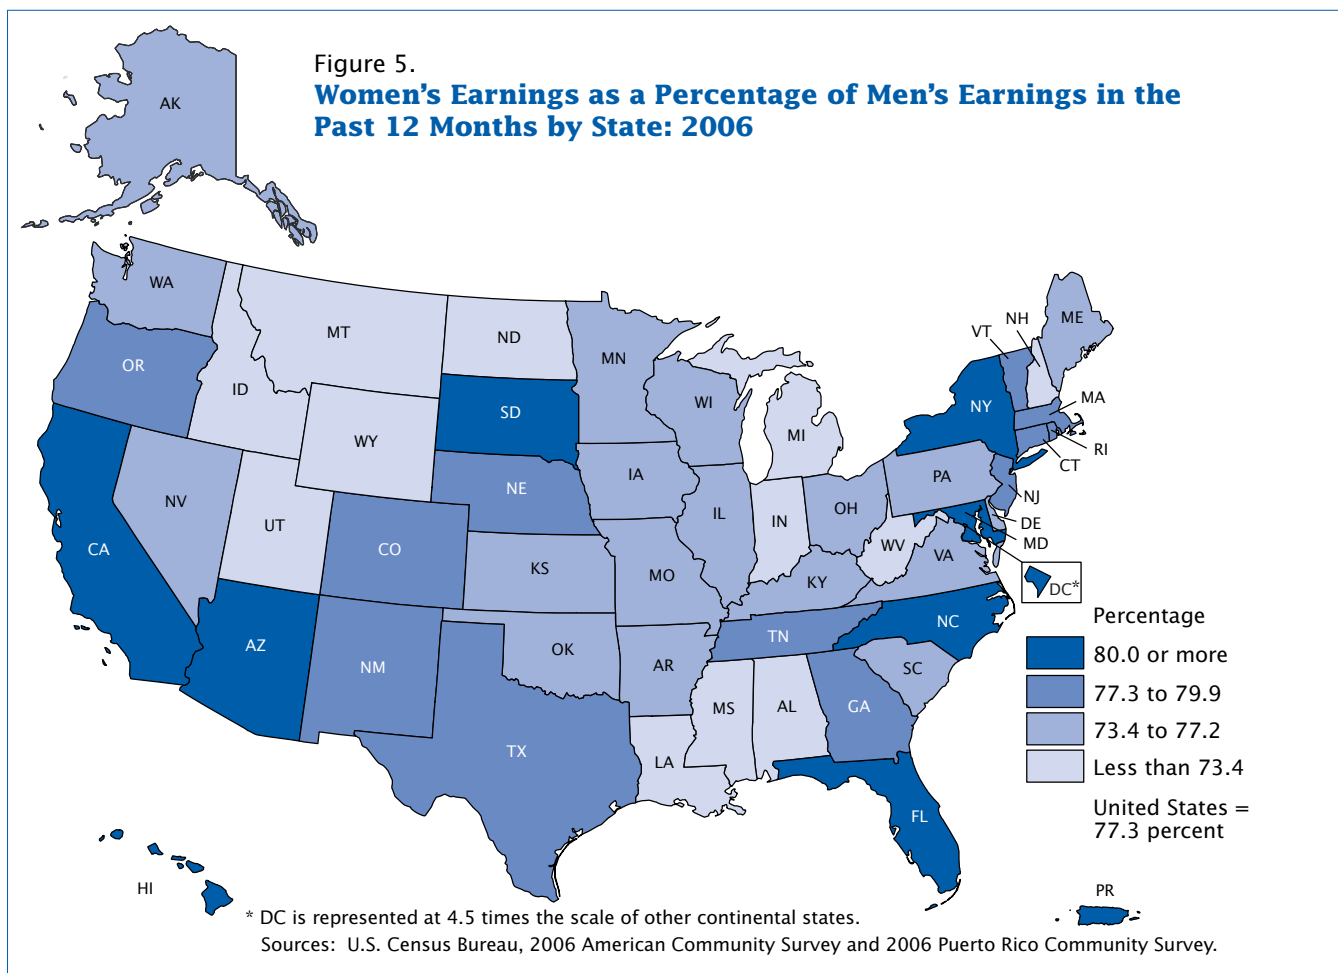 Figure 5.
Women's Earnings as a Percentage of Men's Earnings in the
Past 12 Months by State: 2006
AK
WA
MT
ND
MN
OR
ID
SD
WI
WY
MI
NE
IA
NV
UT
CO
CA
KS
MO
IL
IN
OH
PA
NY
VT
NH
ME
MA
RI
CT
NJ
DE
MD
DC*
WV
VA
KY
TN
NC
SC
GA
AL
MS
AR
OK
LA
TX
NM
AZ
FL
HI
PR
Percentage
80.0 or more
77.3 to 79.9
73.4 to 77.2
Less than 73.4
United States =
77.3 percent
* DC is represented at 4.5 times the scale of other continental states.
Sources: U.S. Census Bureau, 2006 American Community Survey and 2006 Puerto Rico Community Survey.